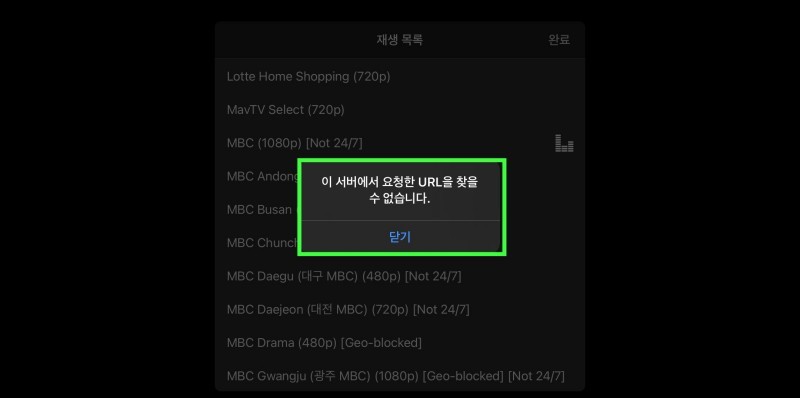 재생 목록
완료
Lotte Home Shopping (720p)
MavTV Select (720p)
MBC (1080p) [Not 24/7]
MBC Andong
이 서버에서 요청한 URL을 찾을
수 없습니다.
MBC Busan
닫기
MBC Chunch
MBC Daegu (대구 MBC) (480p) [Not 24/7]
MBC Daejeon (대전 MBC) (720p) [Not 24/7]
MBC Drama (480p) [Geo-blocked]
MBC Gwangju (광주 MBC) (1080p) [Geo-blocked] [Not 24/7]